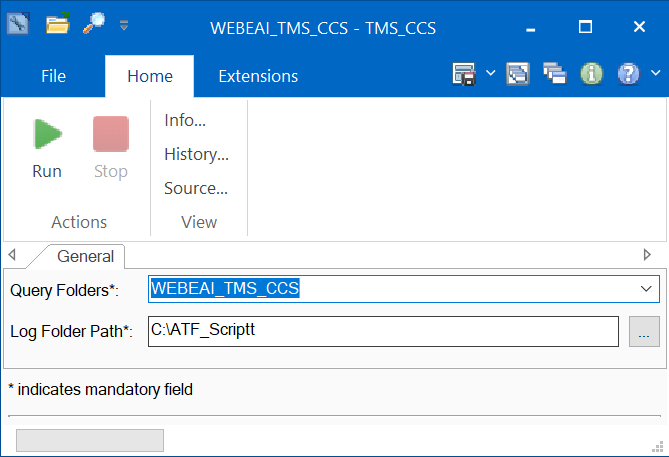 WEBEAI_TMS_CCS - TMS_CCS
File Home Extensions
Run Stop
Actions
Info...
History...
Source...
View
General
Query Folders*: WEBEAI_TMS_CCS
Log Folder Path*: C:\ATF_Scriptt ...
* indicates mandatory field